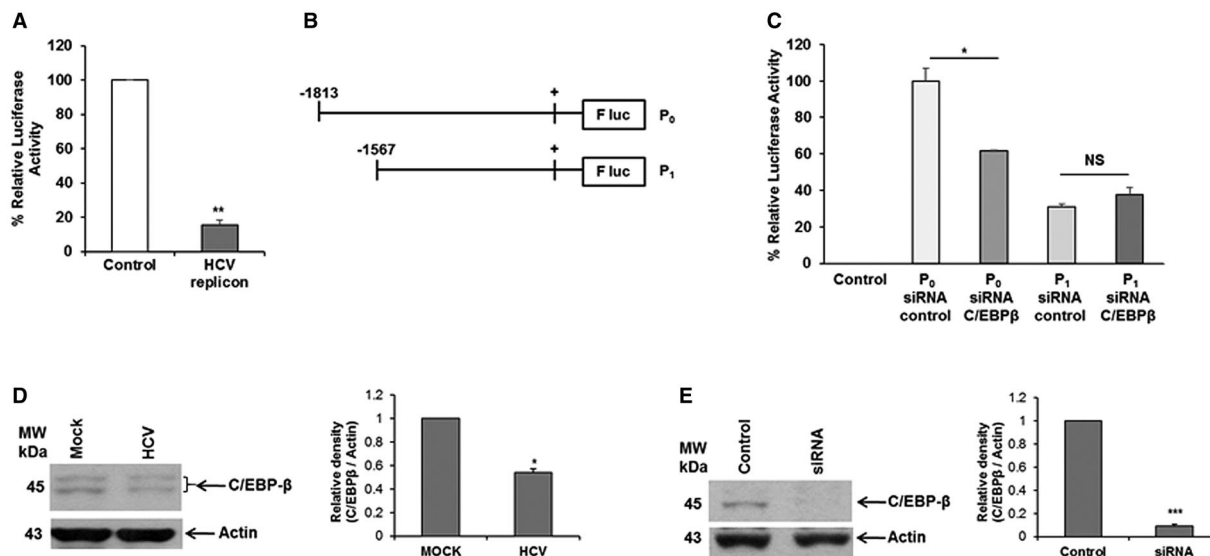 A
% Relative Luciferase
Activity
120
100
80
60
40
20
0
**
Control
HCV
replicon
B
-1813
+
F luc
P0
-1567
+
F luc
P1
C
% Relative Luciferase Activity
120
100
80
60
40
20
0
*
NS
Control
P0
siRNA
control
P0
siRNA
C/EBPβ
P1
siRNA
control
P1
siRNA
C/EBPβ
D
MW
kDa
Mock
HCV
45
C/EBP-β
43
Actin
Relative density
(C/EBPβ / Actin)
1.2
1
0.8
0.6
0.4
0.2
0
*
MOCK
HCV
E
MW
kDa
Control
siRNA
45
C/EBP-β
43
Actin
Relative density
(C/EBPβ / Actin)
1.2
1
0.8
0.6
0.4
0.2
0
***
Control
siRNA